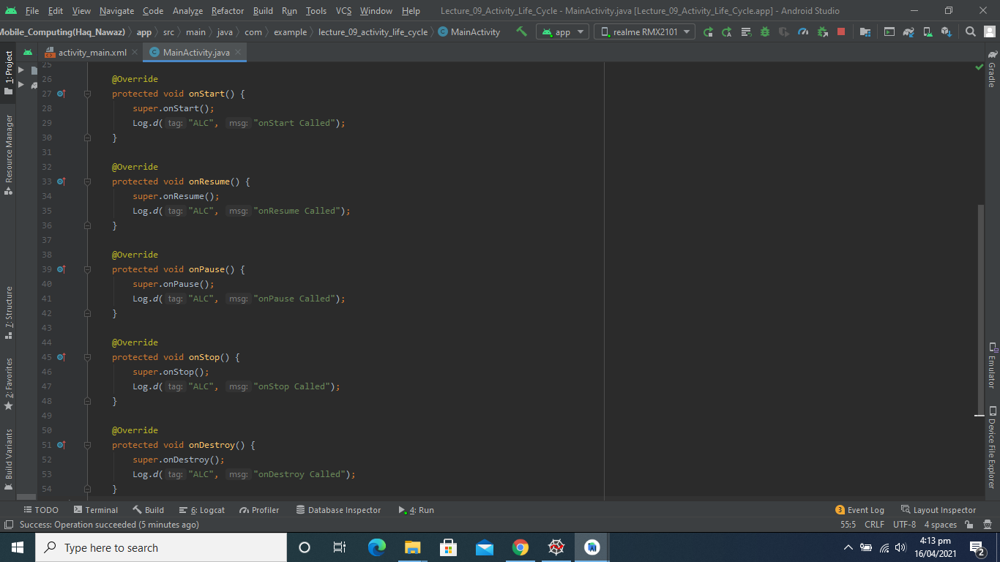 File Edit View Navigate Code Analyze Refactor Build Run Tools VCS Window Help Lecture_09_Activity_Life_Cycle - MainActivity.java [Lecture_09_Activity_Life_Cycle.app] - Android Studio
Mobile_Computing(Haq_Nawaz) app src main java com example lecture_09_activity_life_cycle MainActivity app realme RMX2101
activity_main.xml MainActivity.java
1: Project
Resource Manager
7: Structure
2: Favorites
Build Variants
25
26 @Override
27 protected void onStart() {
28 super.onStart();
29 Log.d( tag: "ALC", msg: "onStart Called");
30 }
31
32 @Override
33 protected void onResume() {
34 super.onResume();
35 Log.d( tag: "ALC", msg: "onResume Called");
36 }
37
38 @Override
39 protected void onPause() {
40 super.onPause();
41 Log.d( tag: "ALC", msg: "onPause Called");
42 }
43
44 @Override
45 protected void onStop() {
46 super.onStop();
47 Log.d( tag: "ALC", msg: "onStop Called");
48 }
49
50 @Override
51 protected void onDestroy() {
52 super.onDestroy();
53 Log.d( tag: "ALC", msg: "onDestroy Called");
54 }
Gradle
Emulator
Device File Explorer
TODO Terminal Build 6: Logcat Profiler Database Inspector 4: Run 3 Event Log Layout Inspector
Success: Operation succeeded (5 minutes ago) 55:5 CRLF UTF-8 4 spaces
Type here to search
4:13 pm
16/04/2021
2